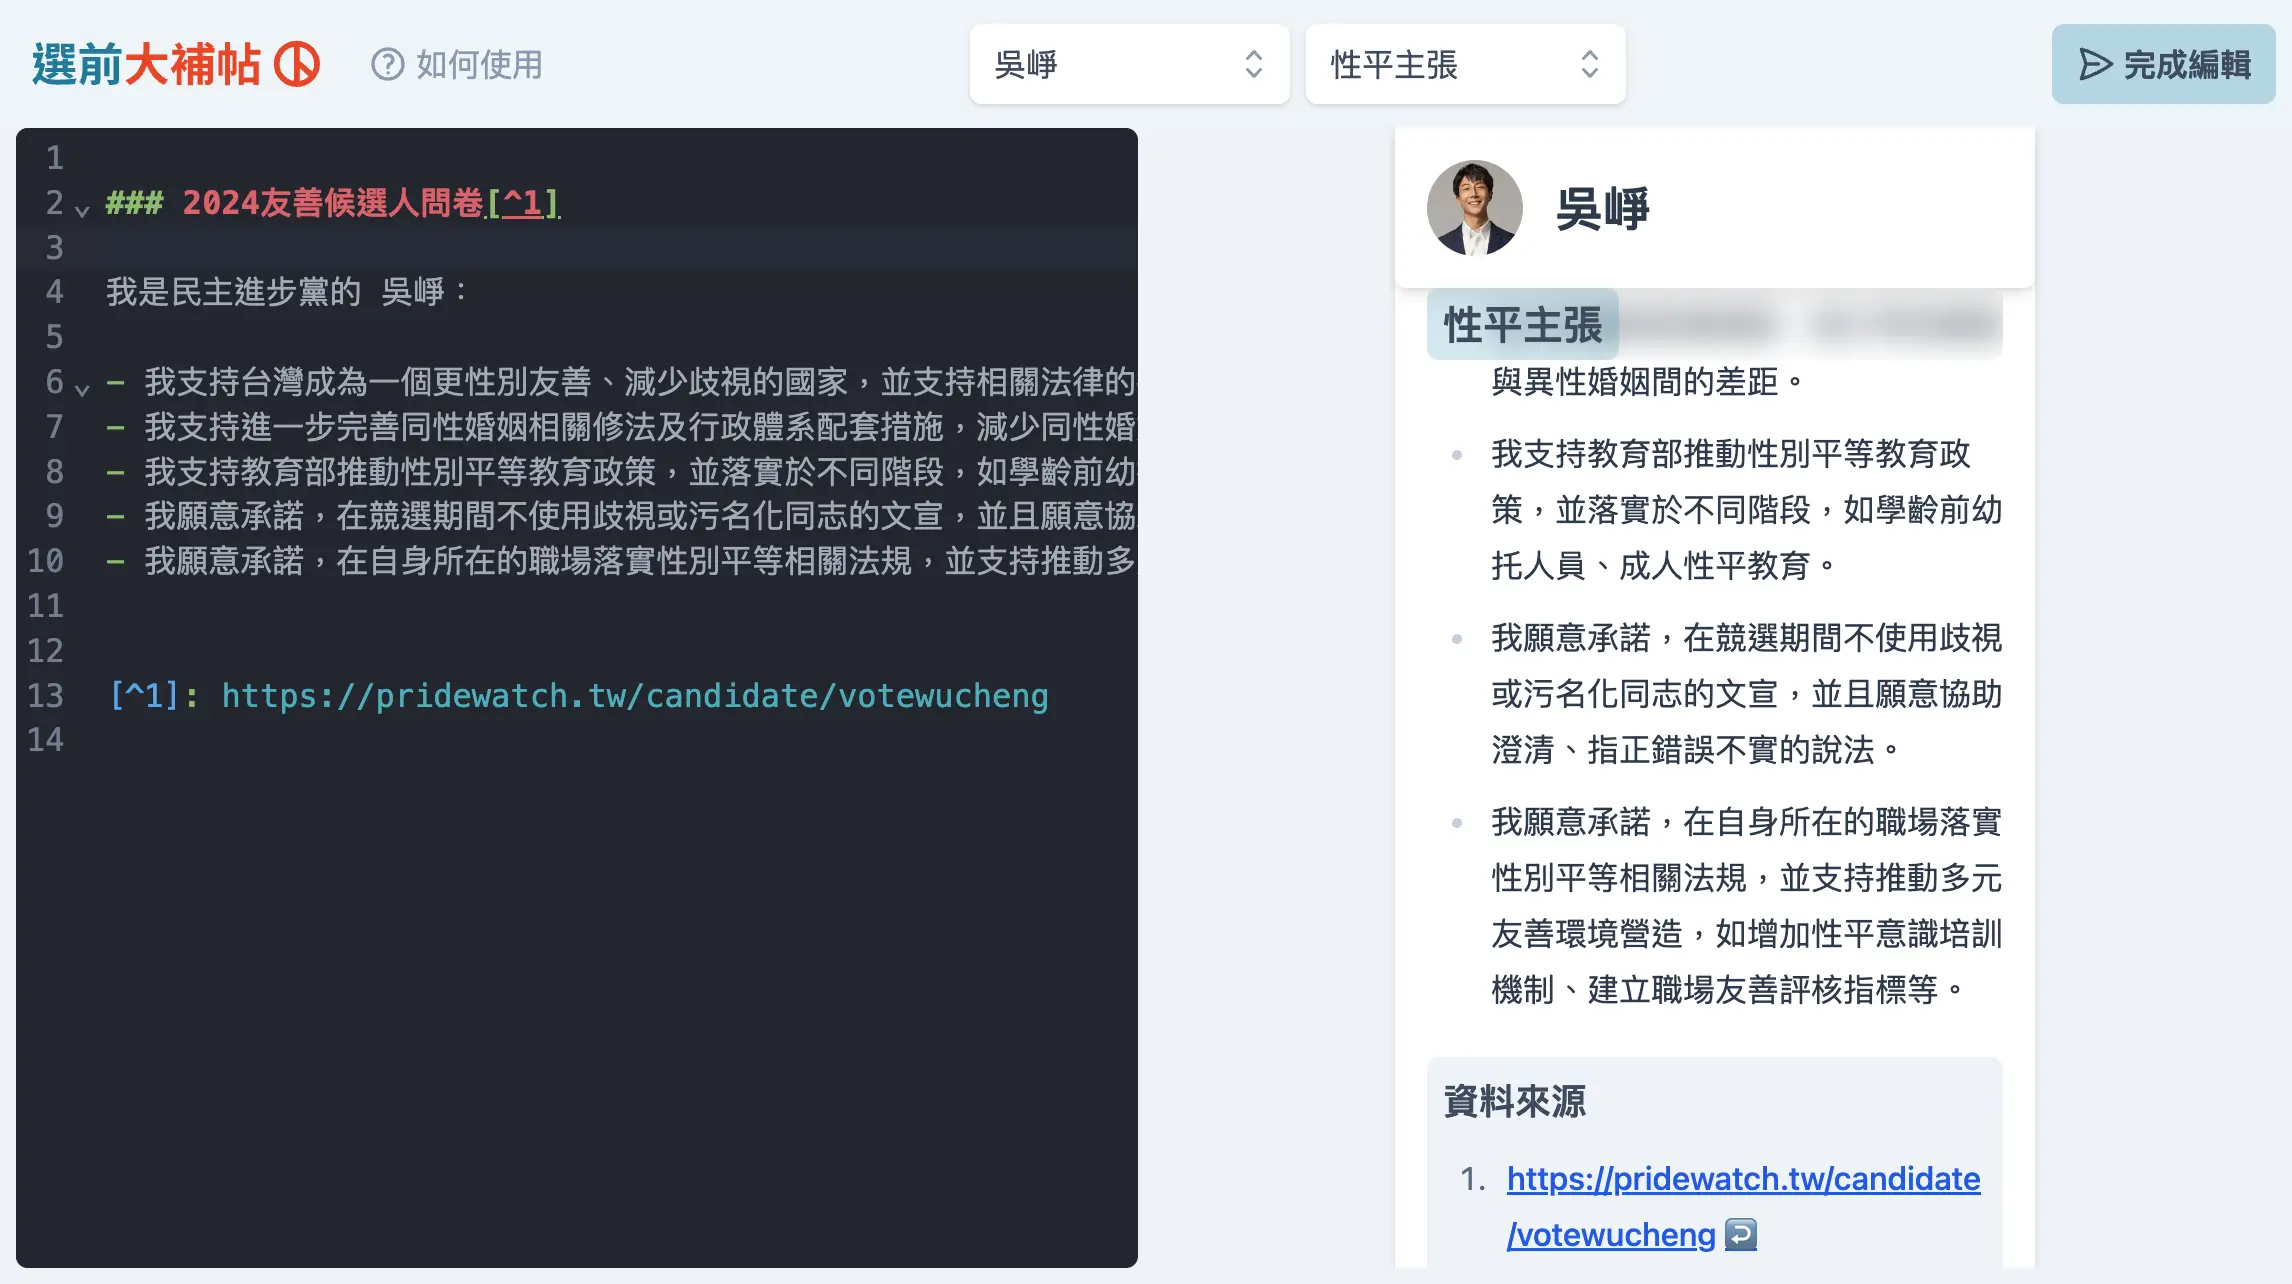 選前大補帖
如何使用
吳崢
性平主張
完成編輯
1
2 ### 2024友善候選人問卷[^1]
3
4 我是民主進步黨的 吳崢：
5
6 - 我支持台灣成為一個更性別友善、減少歧視的國家，並支持相關法律的
7 - 我支持進一步完善同性婚姻相關修法及行政體系配套措施，減少同性婚
8 - 我支持教育部推動性別平等教育政策，並落實於不同階段，如學齡前幼
9 - 我願意承諾，在競選期間不使用歧視或污名化同志的文宣，並且願意協
10 - 我願意承諾，在自身所在的職場落實性別平等相關法規，並支持推動多
11
12
13 [^1]: https://pridewatch.tw/candidate/votewucheng
14
吳崢
性平主張
與異性婚姻間的差距。
• 我支持教育部推動性別平等教育政
策，並落實於不同階段，如學齡前幼
托人員、成人性平教育。
• 我願意承諾，在競選期間不使用歧視
或污名化同志的文宣，並且願意協助
澄清、指正錯誤不實的說法。
• 我願意承諾，在自身所在的職場落實
性別平等相關法規，並支持推動多元
友善環境營造，如增加性平意識培訓
機制、建立職場友善評核指標等。
資料來源
1. https://pridewatch.tw/candidate
/votewucheng